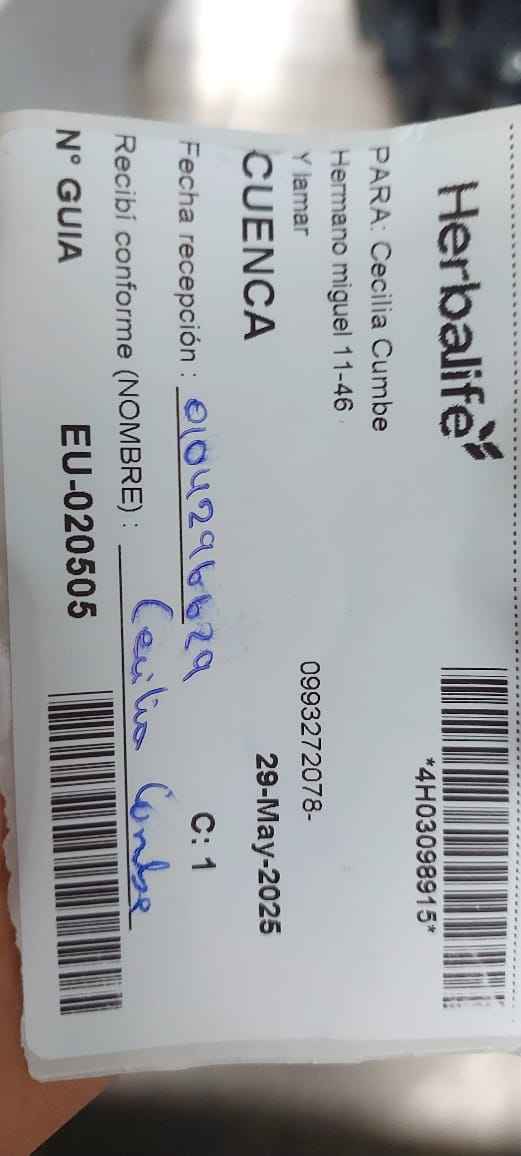 Herbalife
*4H03098915*
PARA: Cecilia Cumbe
Hermano miguel 11-46
Y lamar
0993272078-
CUENCA
29-May-2025
Fecha recepción : 0104296629
C: 1
Recibí conforme (NOMBRE) : Cecilia Cumbe
N° GUIA EU-020505